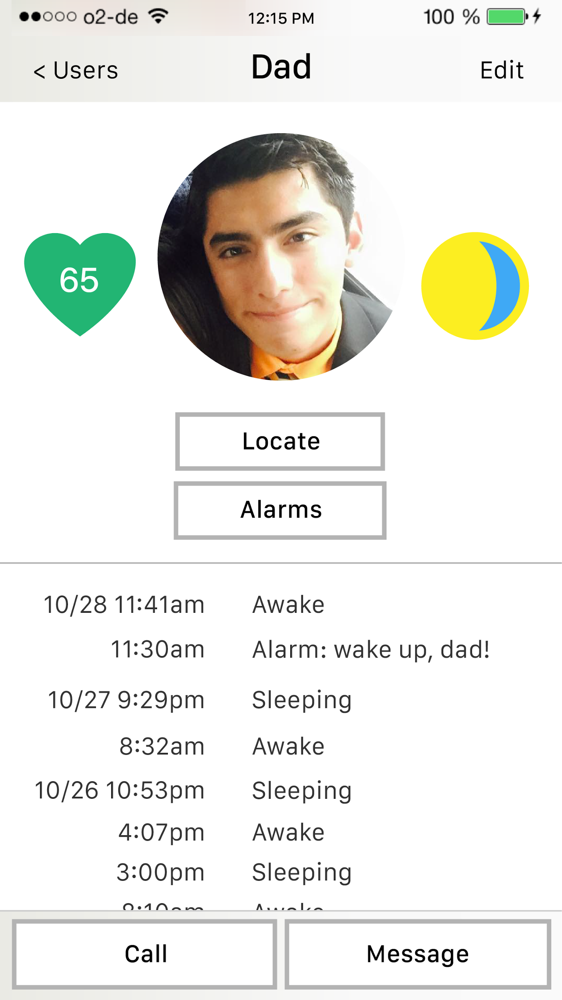 o2-de 12:15 PM 100 %
< Users Dad Edit
65
Locate
Alarms
10/28 11:41am Awake
11:30am Alarm: wake up, dad!
10/27 9:29pm Sleeping
8:32am Awake
10/26 10:53pm Sleeping
4:07pm Awake
3:00pm Sleeping
Awake
Call Message